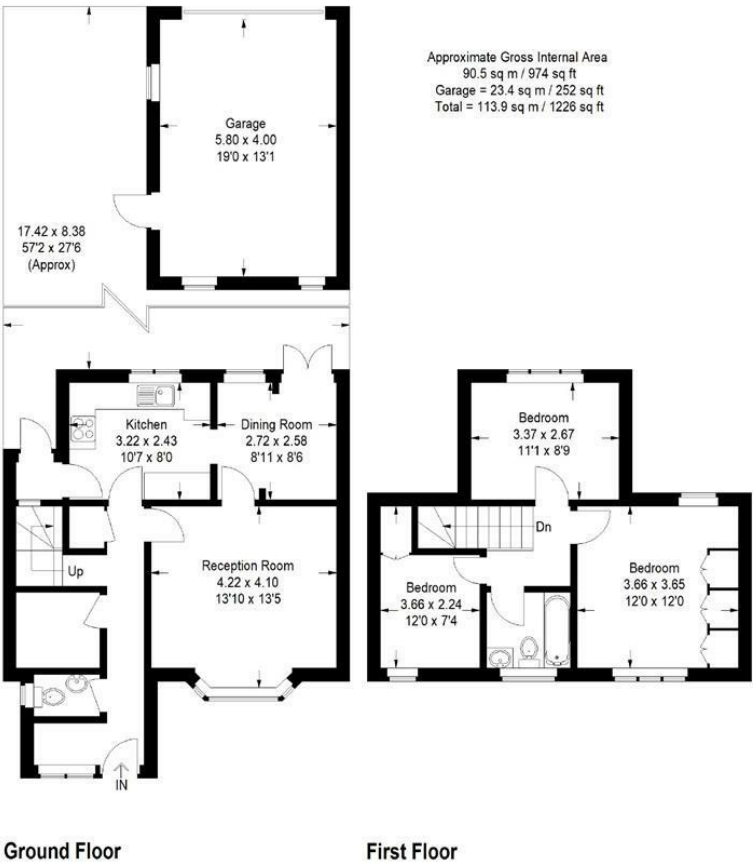 Approximate Gross Internal Area
90.5 sq m / 974 sq ft
Garage = 23.4 sq m / 252 sq ft
Total = 113.9 sq m / 1226 sq ft
Garage
5.80 x 4.00
19'0 x 13'1
17.42 x 8.38
57'2 x 27'6
(Approx)
Kitchen
3.22 x 2.43
10'7 x 8'0
Dining Room
2.72 x 2.58
8'11 x 8'6
Bedroom
3.37 x 2.67
11'1 x 8'9
Up
Reception Room
4.22 x 4.10
13'10 x 13'5
Dn
Bedroom
3.66 x 2.24
12'0 x 7'4
Bedroom
3.66 x 3.65
12'0 x 12'0
IN
Ground Floor
First Floor